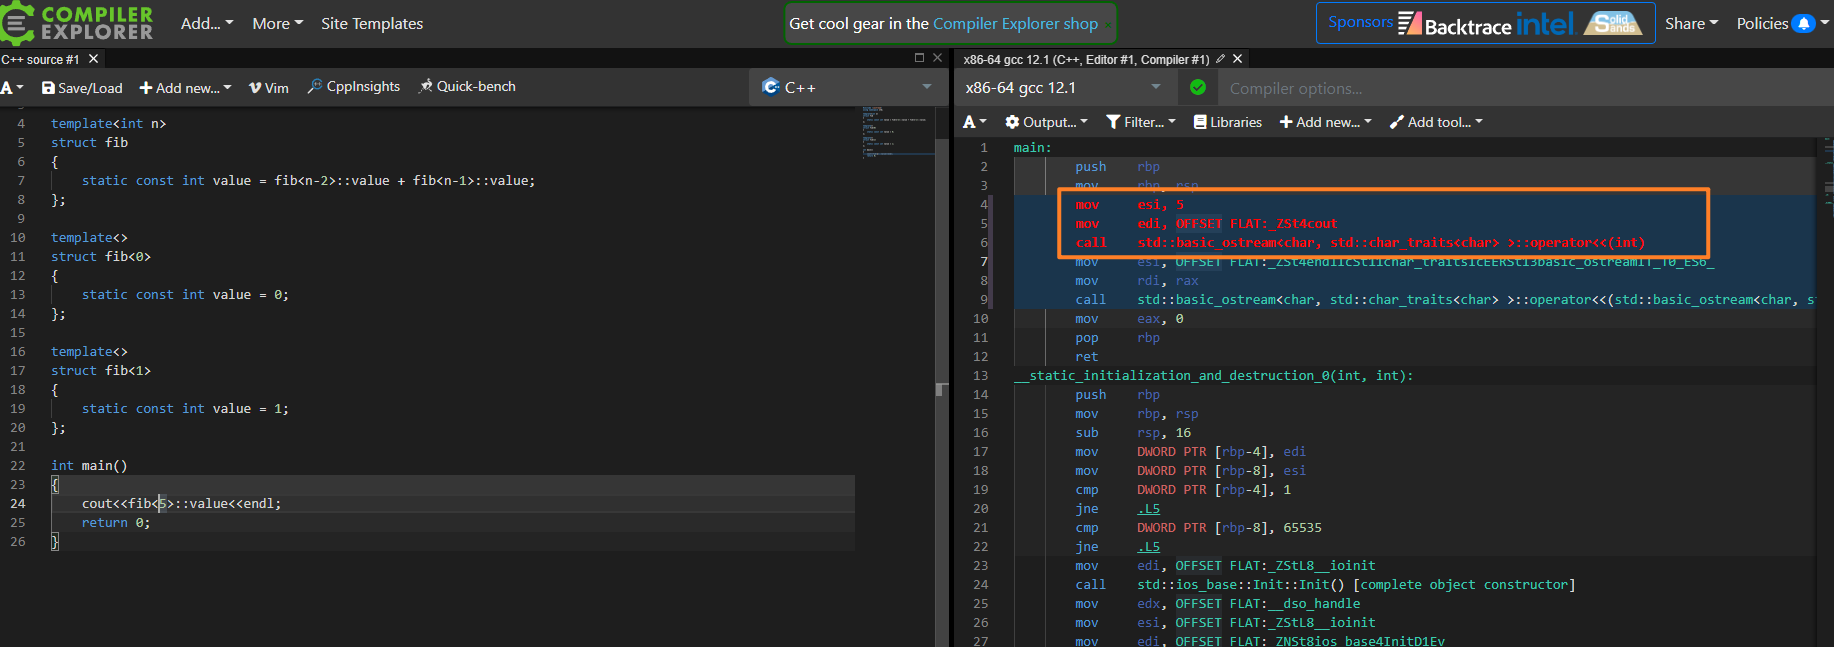 COMPILER
EXPLORER
Add...
More
Site Templates
Get cool gear in the Compiler Explorer shop
Sponsors
Backtrace
intel.
Solid Sands
Share
Policies
C++ source #1
A
Save/Load
Add new...
Vim
CppInsights
Quick-bench
C++
4 template<int n>
5 struct fib
6 {
7 static const int value = fib<n-2>::value + fib<n-1>::value;
8 };
9
10 template<>
11 struct fib<0>
12 {
13 static const int value = 0;
14 };
15
16 template<>
17 struct fib<1>
18 {
19 static const int value = 1;
20 };
21
22 int main()
23 {
24 cout<<fib<5>::value<<endl;
25 return 0;
26 }
x86-64 gcc 12.1 (C++, Editor #1, Compiler #1)
x86-64 gcc 12.1
Compiler options...
A
Output...
Filter...
Libraries
Add new...
Add tool...
1 main:
2 push rbp
3 mov rbp, rsp
4 mov esi, 5
5 mov edi, OFFSET FLAT:_ZSt4cout
6 call std::basic_ostream<char, std::char_traits<char> >::operator<<(int)
7 mov esi, OFFSET FLAT:_ZSt4endlIcSt11char_traitsIcEERSt13basic_ostreamIT_T0_ES6_
8 mov rdi, rax
9 call std::basic_ostream<char, std::char_traits<char> >::operator<<(std::basic_ostream<char, s
10 mov eax, 0
11 pop rbp
12 ret
13 __static_initialization_and_destruction_0(int, int):
14 push rbp
15 mov rbp, rsp
16 sub rsp, 16
17 mov DWORD PTR [rbp-4], edi
18 mov DWORD PTR [rbp-8], esi
19 cmp DWORD PTR [rbp-4], 1
20 jne .L5
21 cmp DWORD PTR [rbp-8], 65535
22 jne .L5
23 mov edi, OFFSET FLAT:_ZStL8__ioinit
24 call std::ios_base::Init::Init() [complete object constructor]
25 mov edx, OFFSET FLAT:__dso_handle
26 mov esi, OFFSET FLAT:_ZStL8__ioinit
27 mov edi, OFFSET FLAT:_ZNSt8ios_base4InitD1Ev